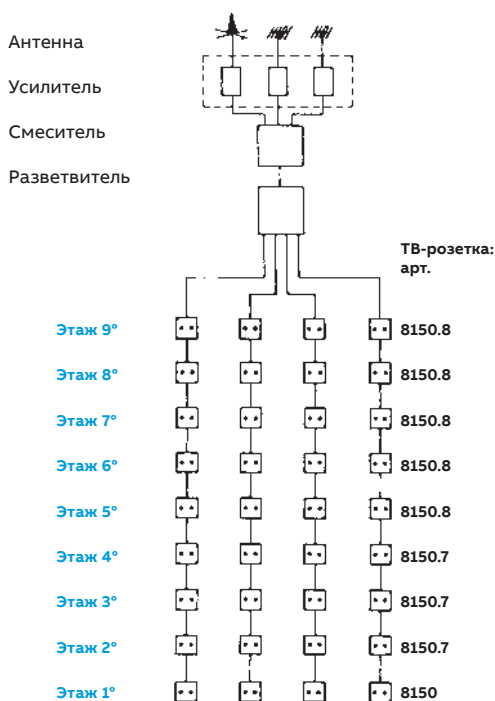 Антенна
Усилитель
Смеситель
Разветвитель
ТВ-розетка:
арт.
Этаж 9° 8150.8
Этаж 8° 8150.8
Этаж 7° 8150.8
Этаж 6° 8150.8
Этаж 5° 8150.8
Этаж 4° 8150.7
Этаж 3° 8150.7
Этаж 2° 8150.7
Этаж 1° 8150